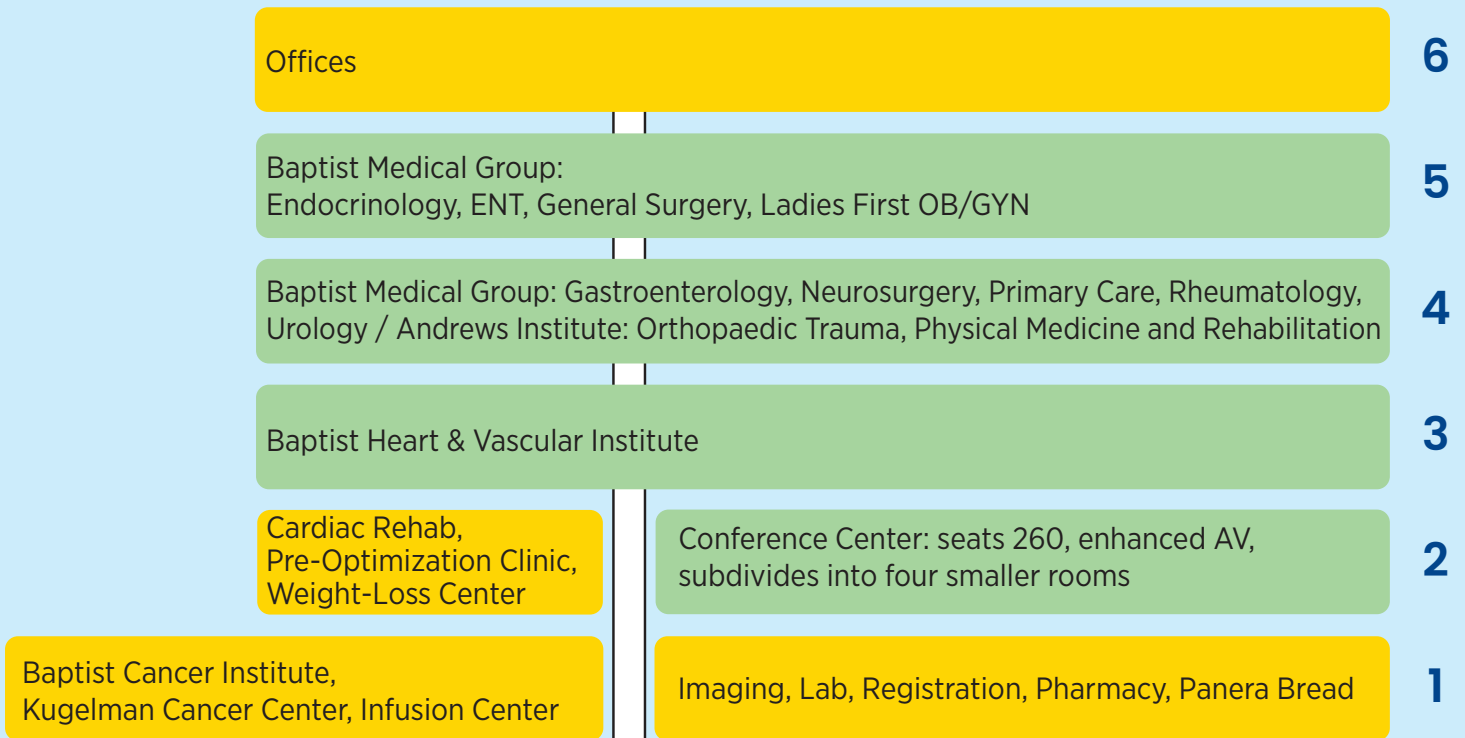 Offices
6
Baptist Medical Group:
Endocrinology, ENT, General Surgery, Ladies First OB/GYN
5
Baptist Medical Group: Gastroenterology, Neurosurgery, Primary Care, Rheumatology,
Urology / Andrews Institute: Orthopaedic Trauma, Physical Medicine and Rehabilitation
4
Baptist Heart & Vascular Institute
3
Cardiac Rehab,
Pre-Optimization Clinic,
Weight-Loss Center
Conference Center: seats 260, enhanced AV,
subdivides into four smaller rooms
2
Baptist Cancer Institute,
Kugelman Cancer Center, Infusion Center
Imaging, Lab, Registration, Pharmacy, Panera Bread
1